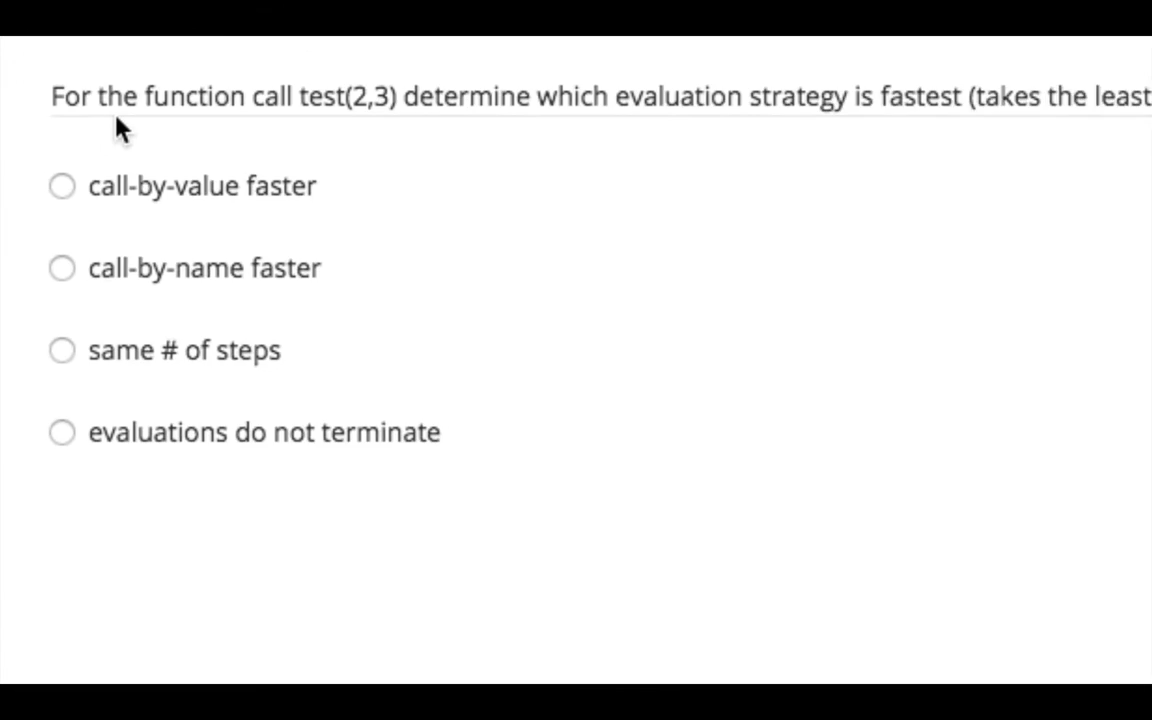 For the function call test(2,3) determine which evaluation strategy is fastest (takes the least
call-by-value faster
call-by-name faster
same # of steps
evaluations do not terminate